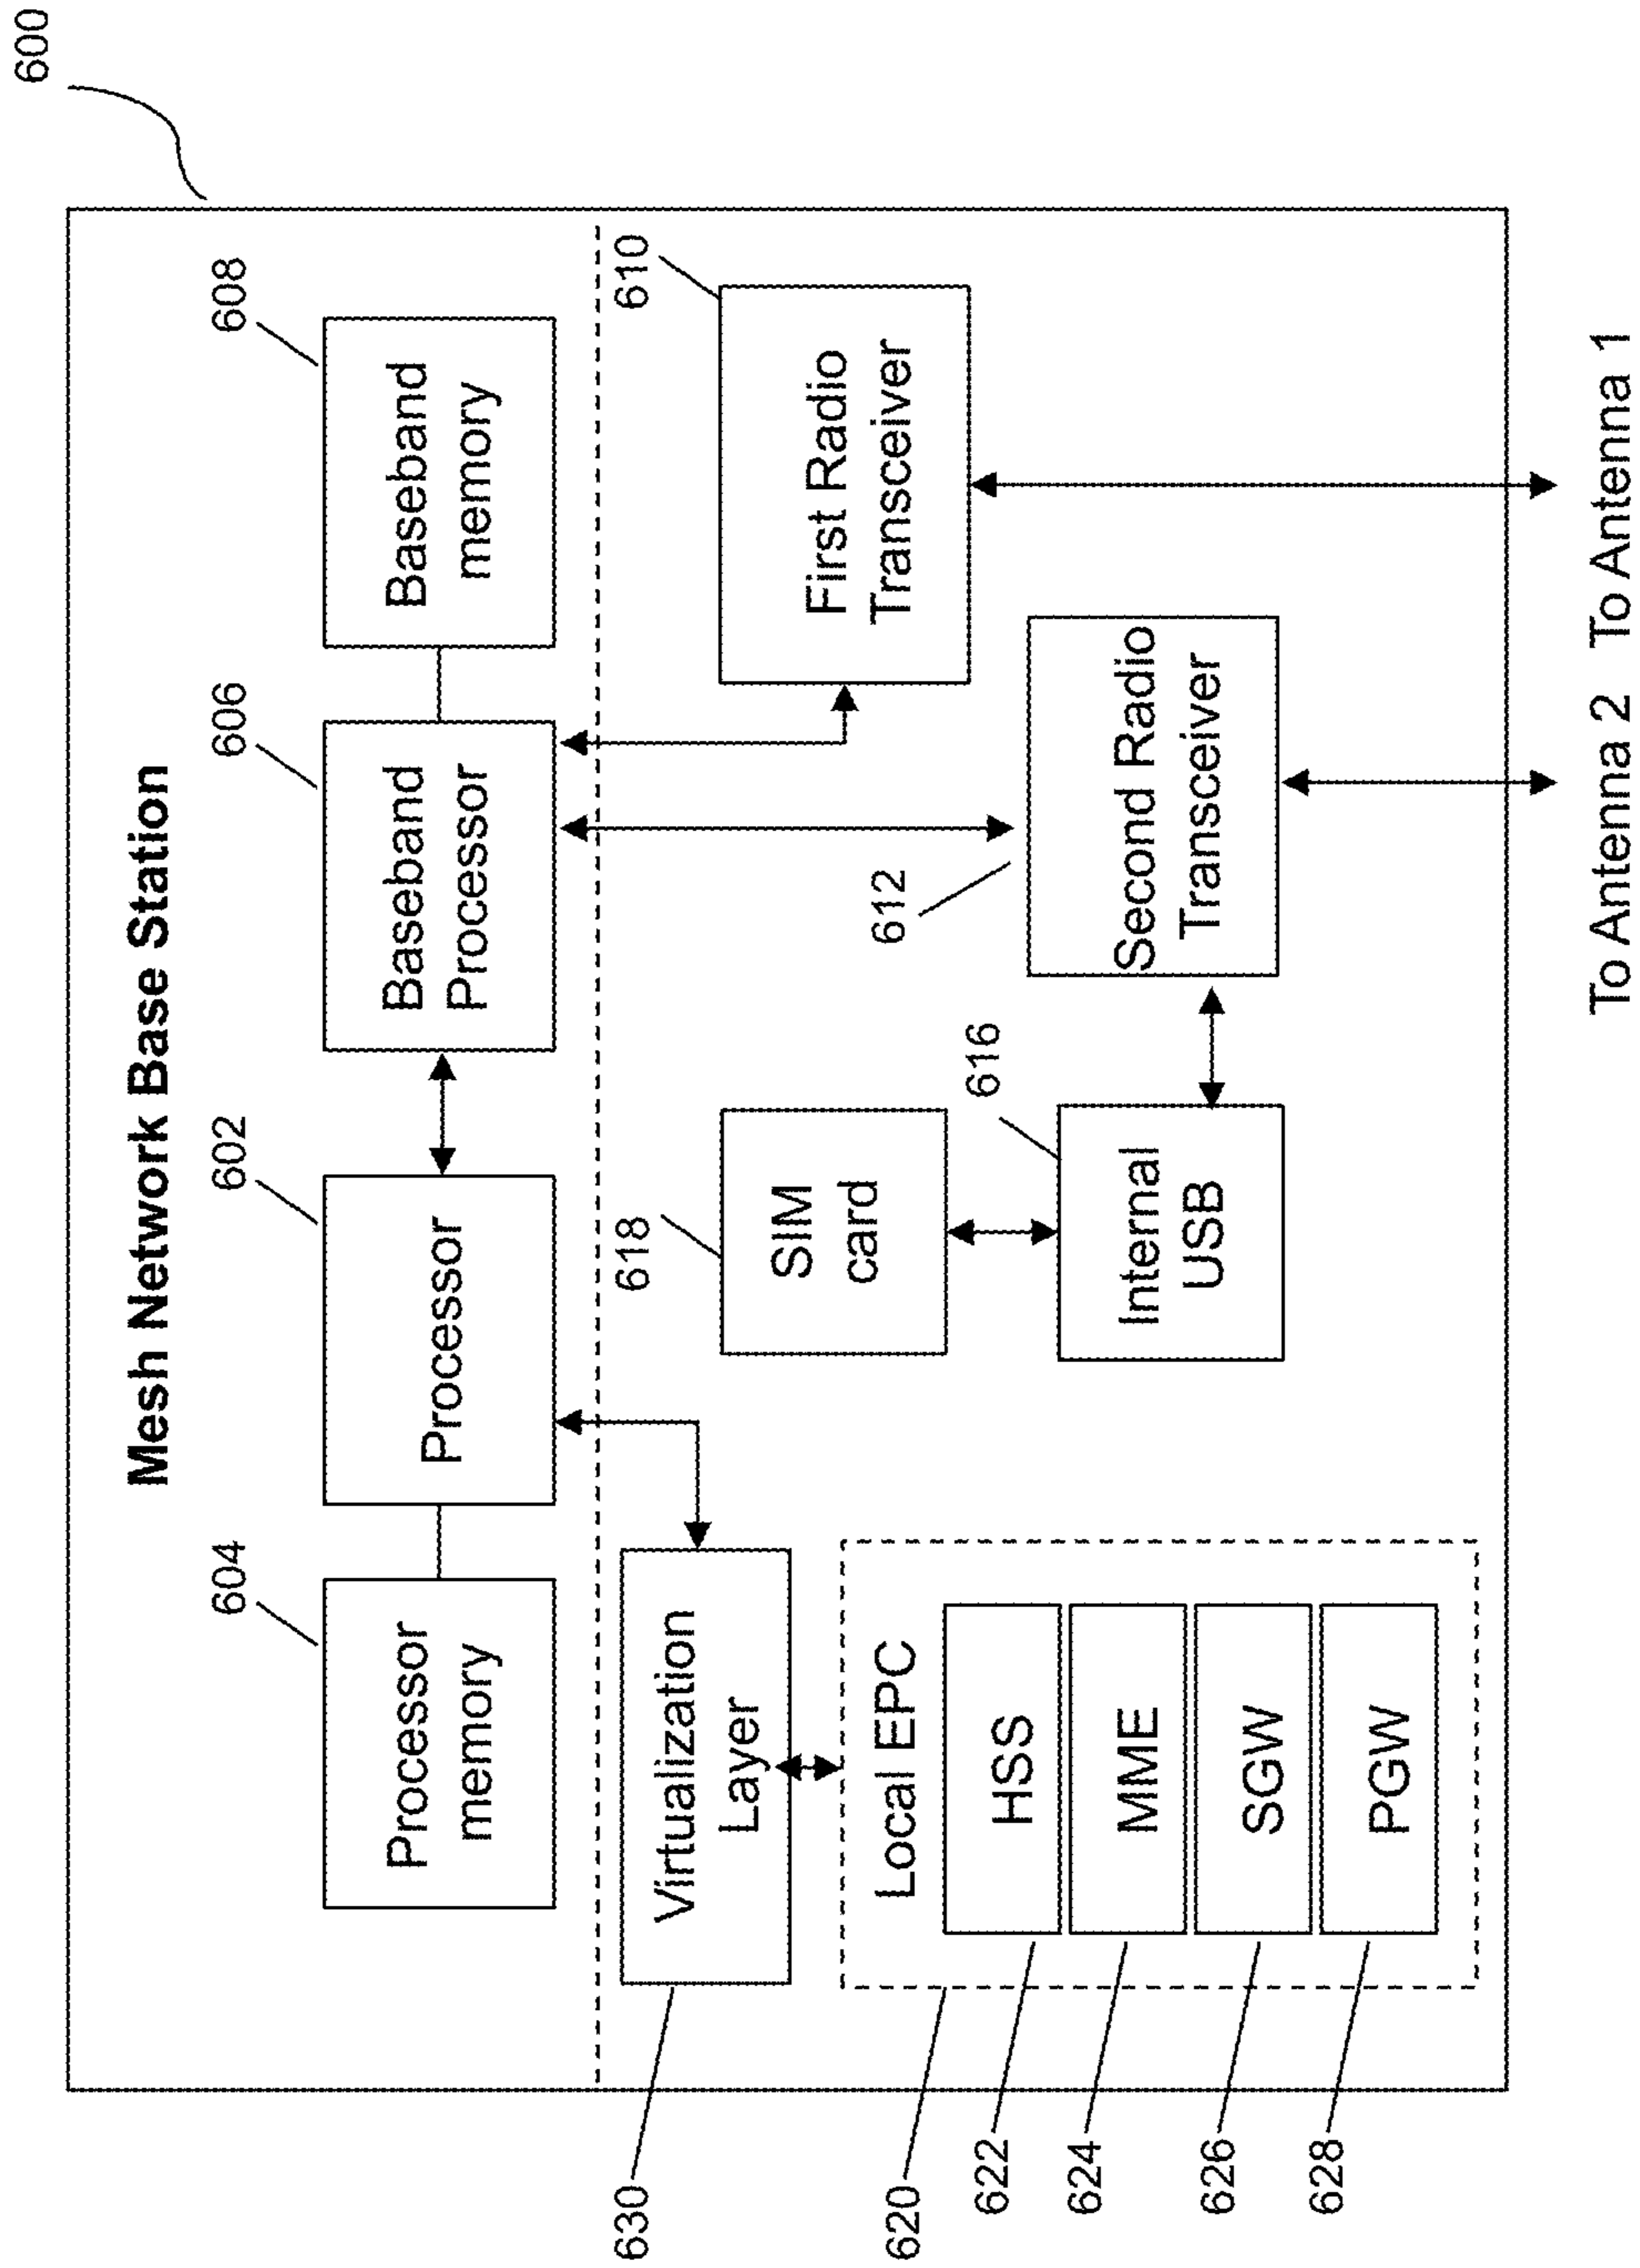 600
Mesh Network Base Station
604
602
606
608
Processor
memory
Processor
Baseband
Processor
Baseband
memory
630
Virtualization
Layer
618
SIM
card
610
First Radio
Transceiver
612
Second Radio
Transceiver
616
Internal
USB
620
Local EPC
622
HSS
624
MME
626
SGW
628
PGW
To Antenna 2
To Antenna 1